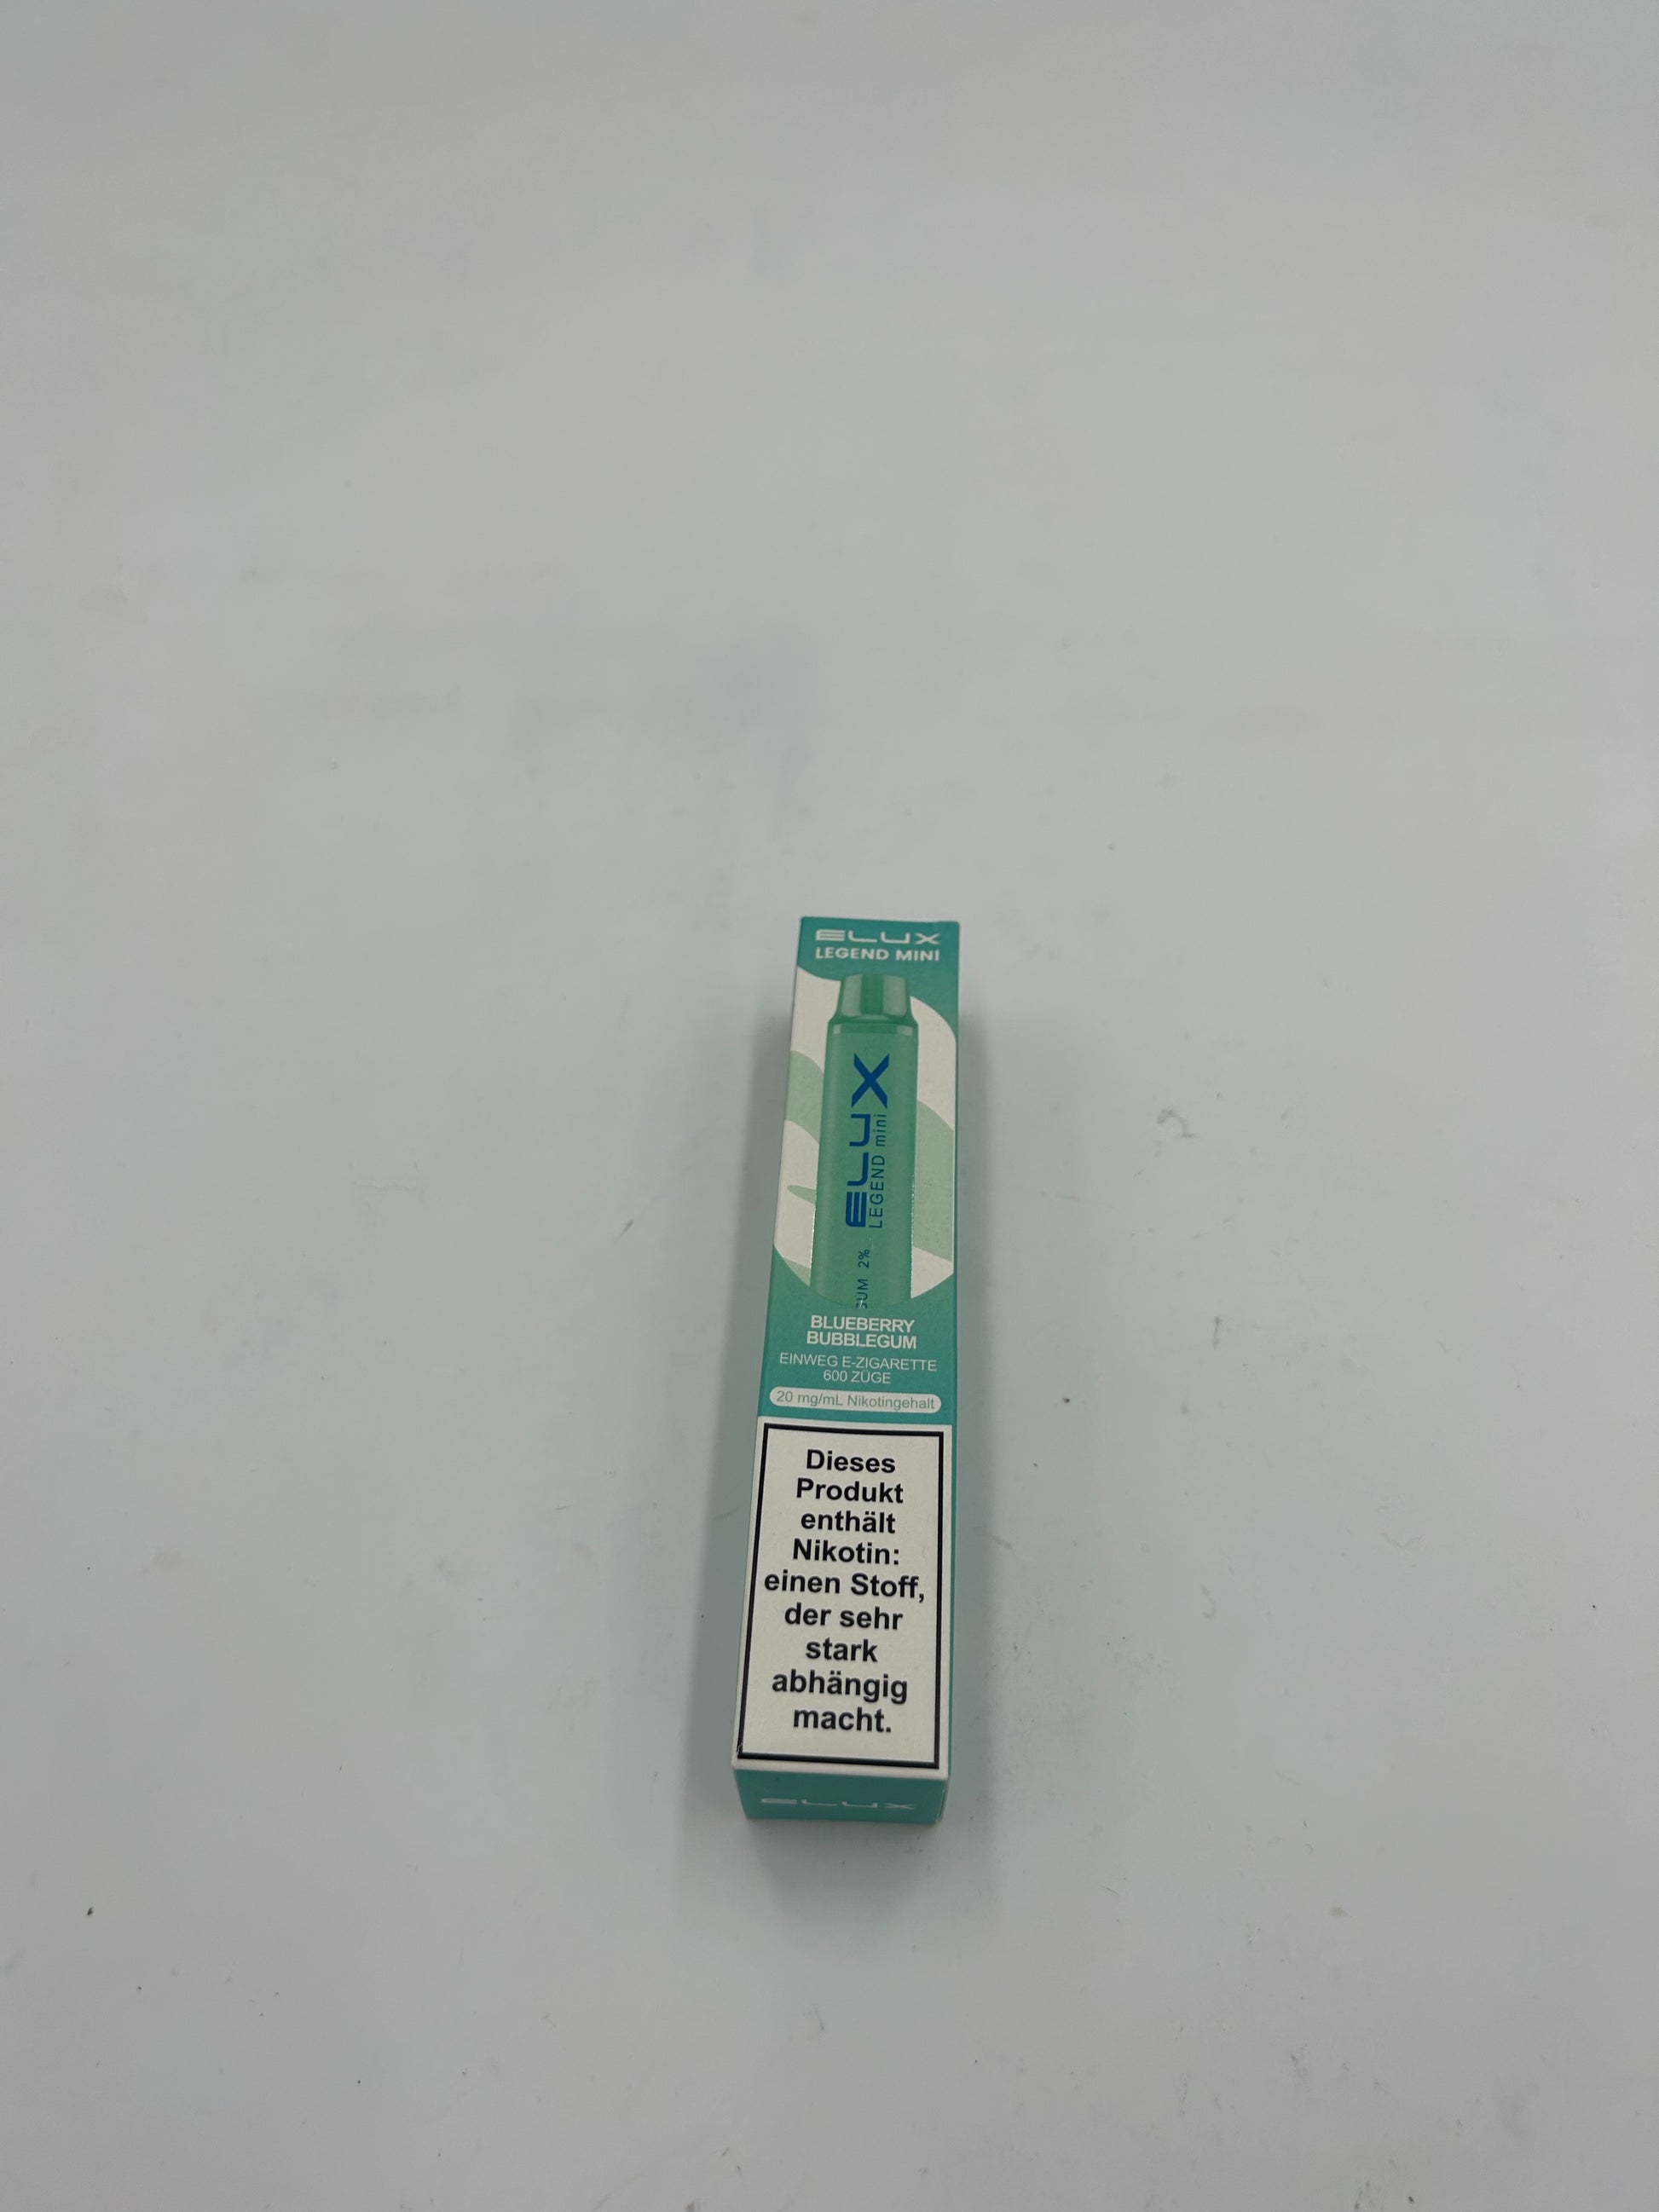 ELUX
LEGEND MINI
ELUX
LEGEND mini
2%
BLUEBERRY
BUBBLEGUM
EINWEG E-ZIGARETTE
600 ZÜGE
20 mg/mL Nikotingehalt
Dieses
Produkt
enthält
Nikotin:
einen Stoff,
der sehr
stark
abhängig
macht.
ELUX